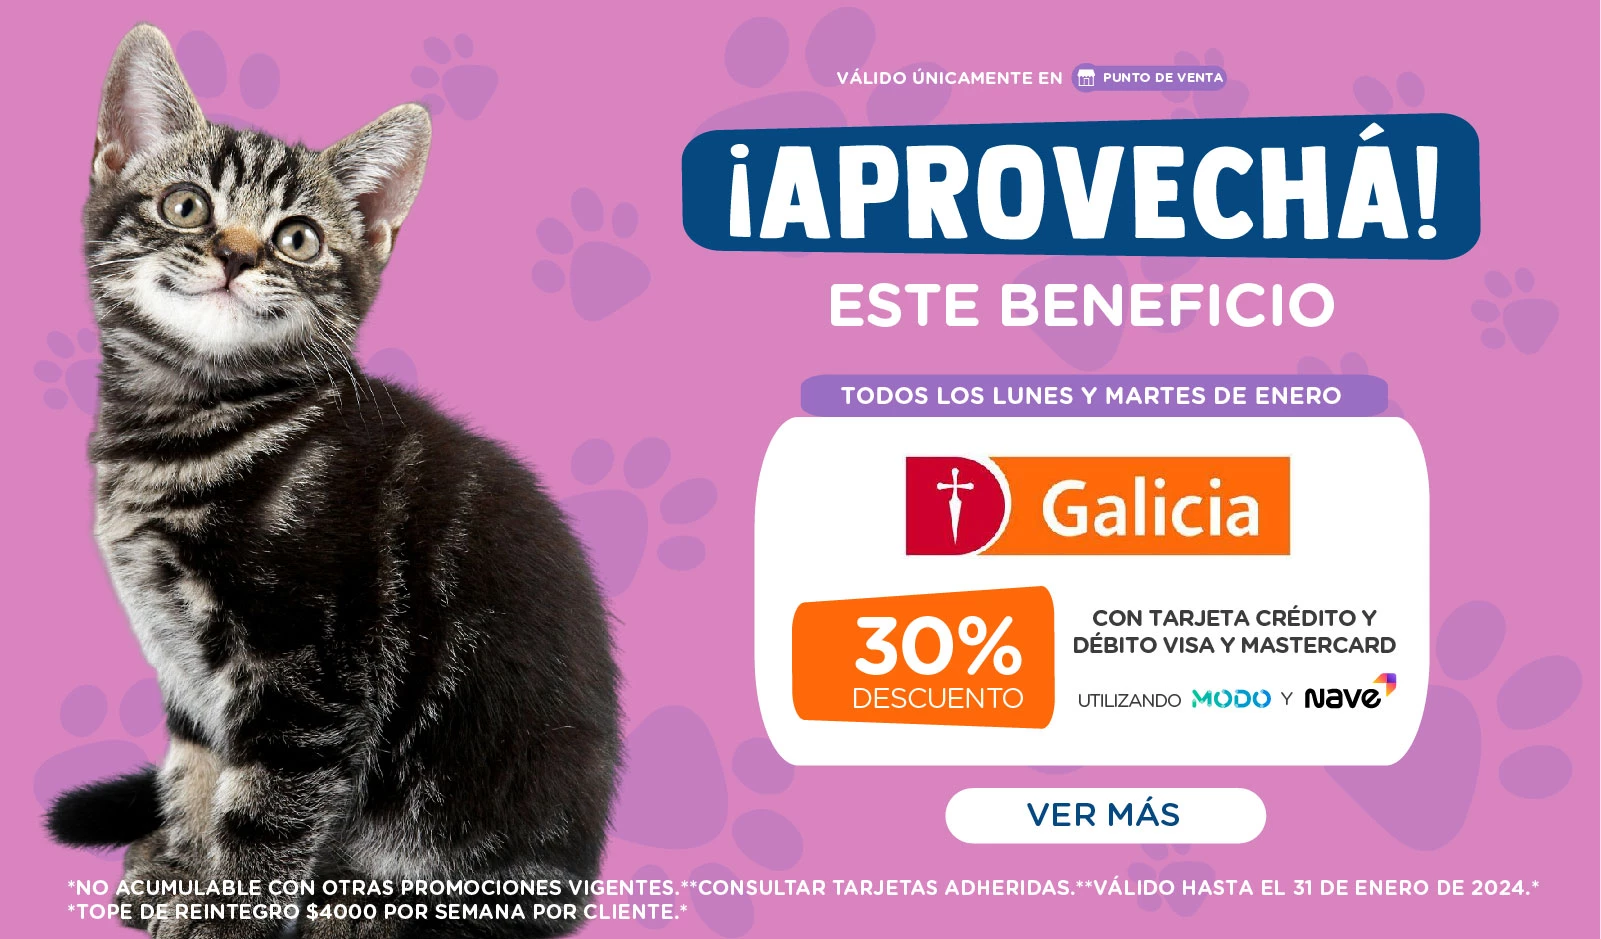 VÁLIDO ÚNICAMENTE EN PUNTO DE VENTA
¡APROVECHÁ!
ESTE BENEFICIO
TODOS LOS LUNES Y MARTES DE ENERO
Galicia
30%
DESCUENTO
CON TARJETA CRÉDITO Y
DÉBITO VISA Y MASTERCARD
UTILIZANDO MODO Y nave
VER MÁS
*NO ACUMULABLE CON OTRAS PROMOCIONES VIGENTES.**CONSULTAR TARJETAS ADHERIDAS.**VÁLIDO HASTA EL 31 DE ENERO DE 2024.*
*TOPE DE REINTEGRO $4000 POR SEMANA POR CLIENTE.*